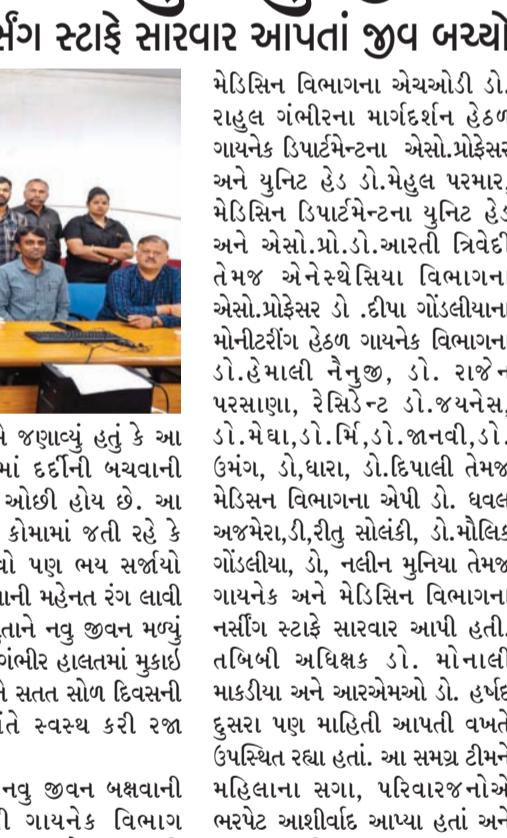 ર્સિંગ સ્ટાફે સારવાર આપતાં જીવ બચ્યો
ને જણાવ્યું હતું કે આ
માં દર્દીની બચવાની
ઓછી હોય છે. આ
કોમામાં જતી રહે કે
વો પણ ભય સર્જાયો
ાની મહેનત રંગ લાવી
તાને નવુ જીવન મળ્યું
ગંભીર હાલતમાં મુકાઇ
ને સતત સોળ દિવસની
ંતે સ્વસ્થ કરી રજા
નવુ જીવન બક્ષવાની
ી ગાયનેક વિભાગ
મેડિસિન વિભાગના એચઓડી ડો.
રાહુલ ગંભીરના માર્ગદર્શન હેઠળ
ગાયનેક ડિપાર્ટમેન્ટના એસો.પ્રોફેસર
અને યુનિટ હેડ ડો.મેહુલ પરમાર,
મેડિસિન ડિપાર્ટમેન્ટના યુનિટ હેડ
અને એસો.પ્રો.ડો.આરતી ત્રિવેદી
તેમજ એનેસ્થેસિયા વિભાગના
એસો.પ્રોફેસર ડો .દીપા ગોંડલીયાના
મોનીટરીંગ હેઠળ ગાયનેક વિભાગના
ડો.હેમાલી નૈનુજી, ડો. રાજેન
પરસાણા, રેસિડેન્ટ ડો.જયનેસ,
ડો.મેઘા,ડો.ર્મિ,ડો.જાનવી,ડો.
ઉમંગ, ડો,ધારા, ડો.દિપાલી તેમજ
મેડિસન વિભાગના એપી ડો. ધવલ
અજમેરા,ડી,રીતુ સોલંકી, ડો.મૌલિક
ગોંડલીયા, ડો, નલીન મુનિયા તેમજ
ગાયનેક અને મેડિસિન વિભાગના
નર્સીંગ સ્ટાફે સારવાર આપી હતી.
તબિબી અધિક્ષક ડો. મોનાલી
માકડીયા અને આરએમઓ ડો. હર્ષદ
દુસરા પણ માહિતી આપતી વખતે
ઉપસ્થિત રહ્યા હતાં. આ સમગ્ર ટીમને
મહિલાના સગા, પરિવારજનોએ
ભરપેટ આશીર્વાદ આપ્યા હતાં અને